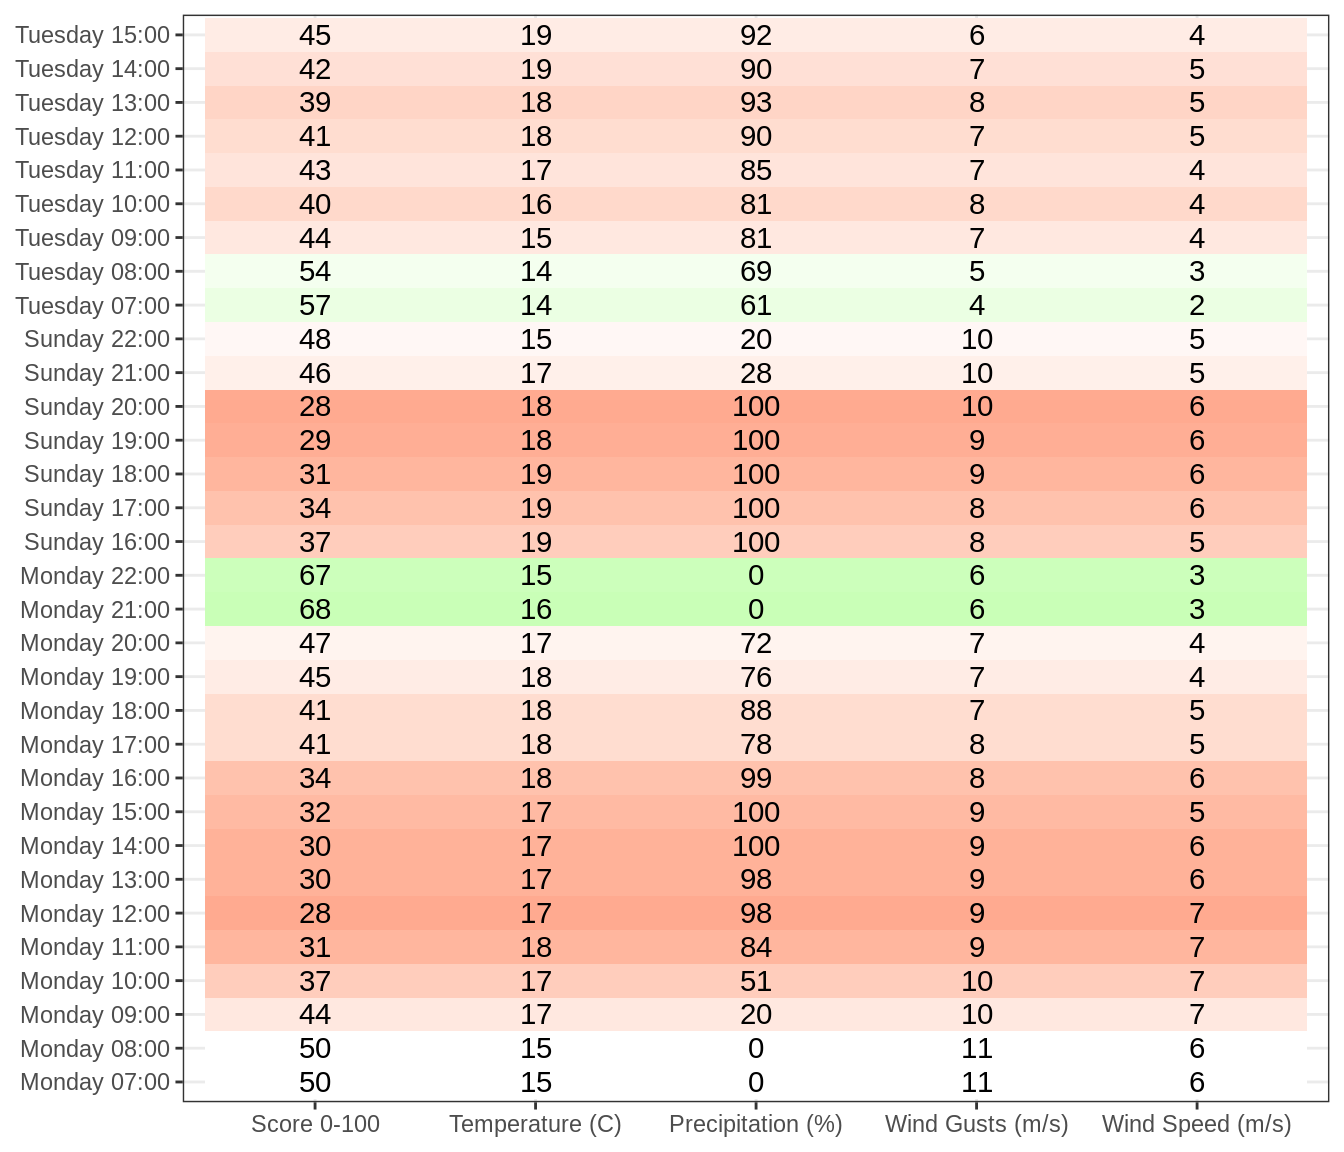 Tuesday 15:00 45 19 92 6 4
Tuesday 14:00 42 19 90 7 5
Tuesday 13:00 39 18 93 8 5
Tuesday 12:00 41 18 90 7 5
Tuesday 11:00 43 17 85 7 4
Tuesday 10:00 40 16 81 8 4
Tuesday 09:00 44 15 81 7 4
Tuesday 08:00 54 14 69 5 3
Tuesday 07:00 57 14 61 4 2
Sunday 22:00 48 15 20 10 5
Sunday 21:00 46 17 28 10 5
Sunday 20:00 28 18 100 10 6
Sunday 19:00 29 18 100 9 6
Sunday 18:00 31 19 100 9 6
Sunday 17:00 34 19 100 8 6
Sunday 16:00 37 19 100 8 5
Monday 22:00 67 15 0 6 3
Monday 21:00 68 16 0 6 3
Monday 20:00 47 17 72 7 4
Monday 19:00 45 18 76 7 4
Monday 18:00 41 18 88 7 5
Monday 17:00 41 18 78 8 5
Monday 16:00 34 18 99 8 6
Monday 15:00 32 17 100 9 5
Monday 14:00 30 17 100 9 6
Monday 13:00 30 17 98 9 6
Monday 12:00 28 17 98 9 7
Monday 11:00 31 18 84 9 7
Monday 10:00 37 17 51 10 7
Monday 09:00 44 17 20 10 7
Monday 08:00 50 15 0 11 6
Monday 07:00 50 15 0 11 6
Score 0-100 Temperature (C) Precipitation (%) Wind Gusts (m/s) Wind Speed (m/s)